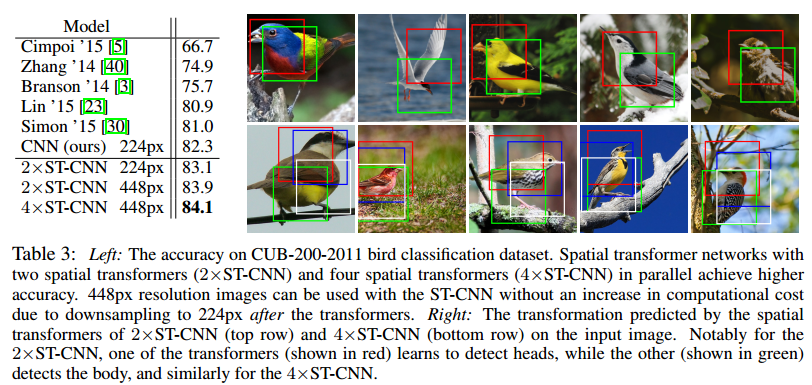 Model
Cimpoi ’15 [5] 66.7
Zhang ’14 [40] 74.9
Branson ’14 [3] 75.7
Lin ’15 [23] 80.9
Simon ’15 [30] 81.0
CNN (ours) 224px 82.3
2×ST-CNN 224px 83.1
2×ST-CNN 448px 83.9
4×ST-CNN 448px 84.1
Table 3: Left: The accuracy on CUB-200-2011 bird classification dataset. Spatial transformer networks with
two spatial transformers (2×ST-CNN) and four spatial transformers (4×ST-CNN) in parallel achieve higher
accuracy. 448px resolution images can be used with the ST-CNN without an increase in computational cost
due to downsampling to 224px after the transformers. Right: The transformation predicted by the spatial
transformers of 2×ST-CNN (top row) and 4×ST-CNN (bottom row) on the input image. Notably for the
2×ST-CNN, one of the transformers (shown in red) learns to detect heads, while the other (shown in green)
detects the body, and similarly for the 4×ST-CNN.